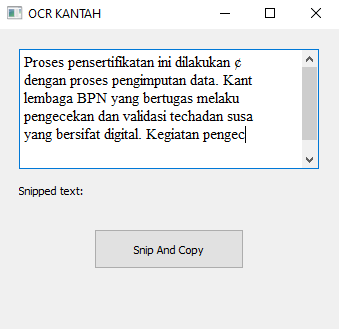 OCR KANTAH
Proses pensertifikatan ini dilakukan ¢
dengan proses pengimputan data. Kant
lembaga BPN yang bertugas melaku
pengecekan dan validasi techadan susa
yang bersifat digital. Kegiatan pengec
Snipped text:
Snip And Copy